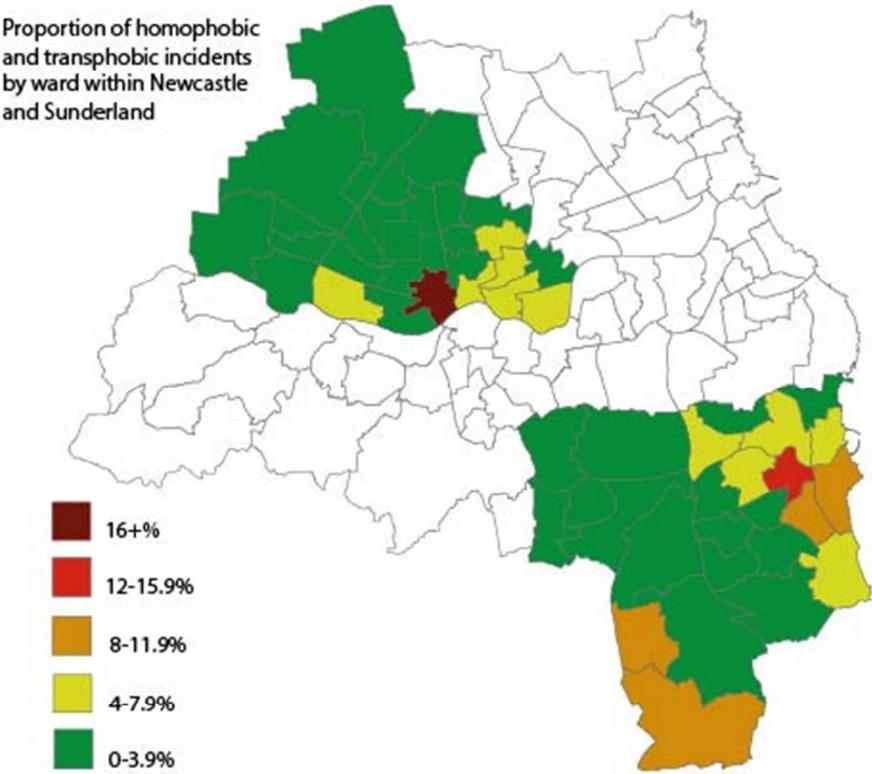 Proportion of homophobic
and transphobic incidents
by ward within Newcastle
and Sunderland
16+%
12-15.9%
8-11.9%
4-7.9%
0-3.9%